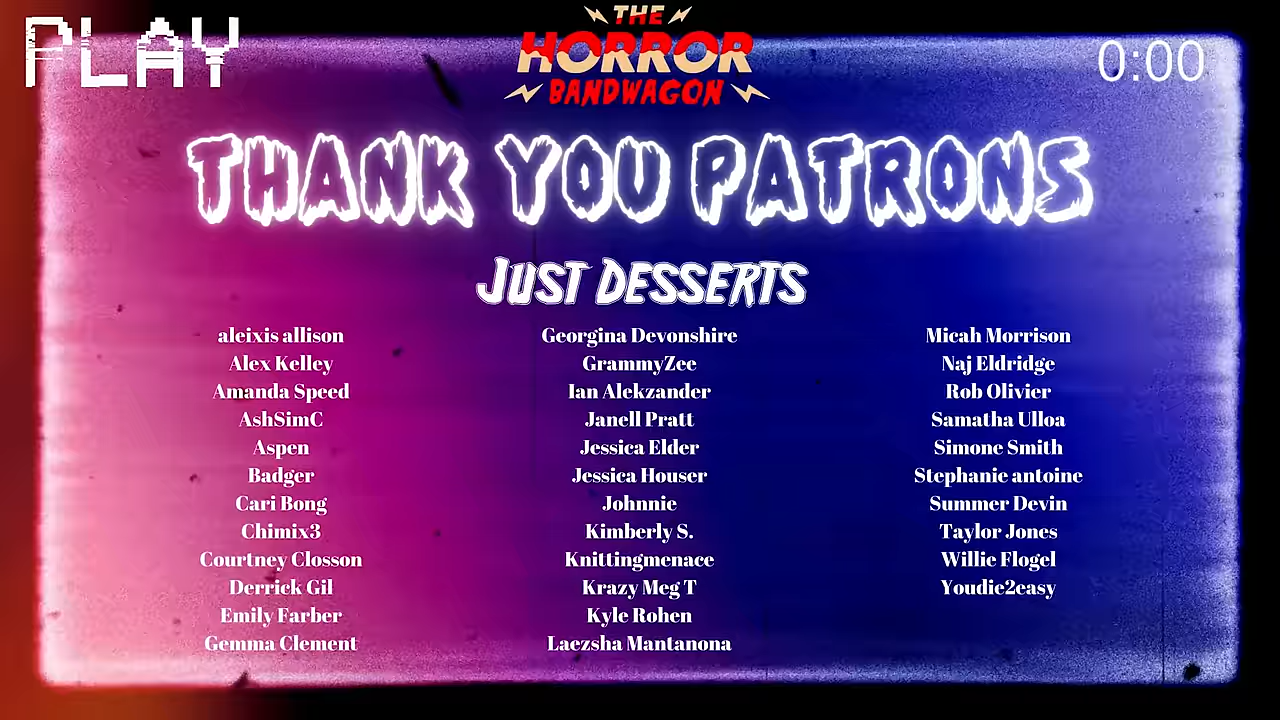 PLAY
THE
HORROR
BANDWAGON
0:00
THANK YOU PATRONS
JUST DESSERTS
aleixis allison
Alex Kelley
Amanda Speed
AshSimC
Aspen
Badger
Cari Bong
Chimix3
Courtney Closson
Derrick Gil
Emily Farber
Gemma Clement
Georgina Devonshire
GrammyZee
Ian Alekzander
Janell Pratt
Jessica Elder
Jessica Houser
Johnnie
Kimberly S.
Knittingmenace
Krazy Meg T
Kyle Rohen
Laezsha Mantanona
Micah Morrison
Naj Eldridge
Rob Olivier
Samatha Ulloa
Simone Smith
Stephanie antoine
Summer Devin
Taylor Jones
Willie Flogel
Youdie2easy